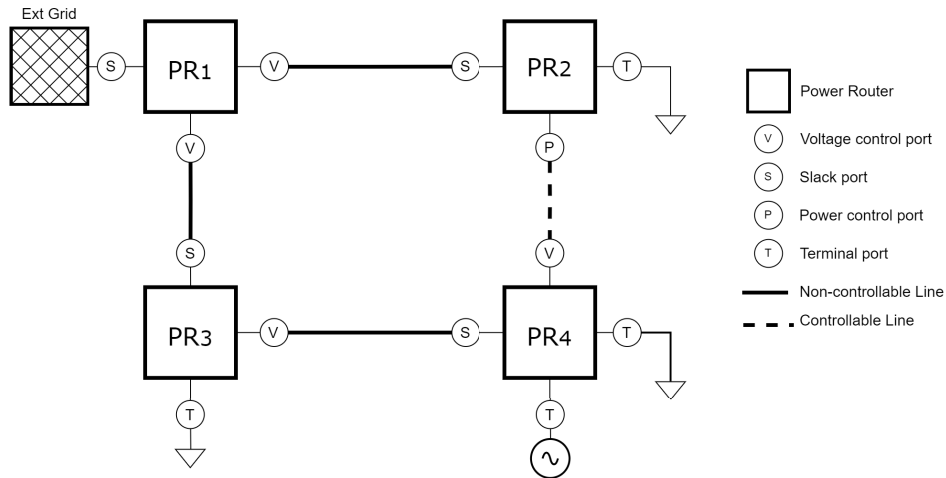 Ext Grid
S
PR1
V
S
PR2
T
V
P
S
V
PR3
V
S
PR4
T
T
T
Power Router
V
Voltage control port
S
Slack port
P
Power control port
T
Terminal port
Non-controllable Line
Controllable Line